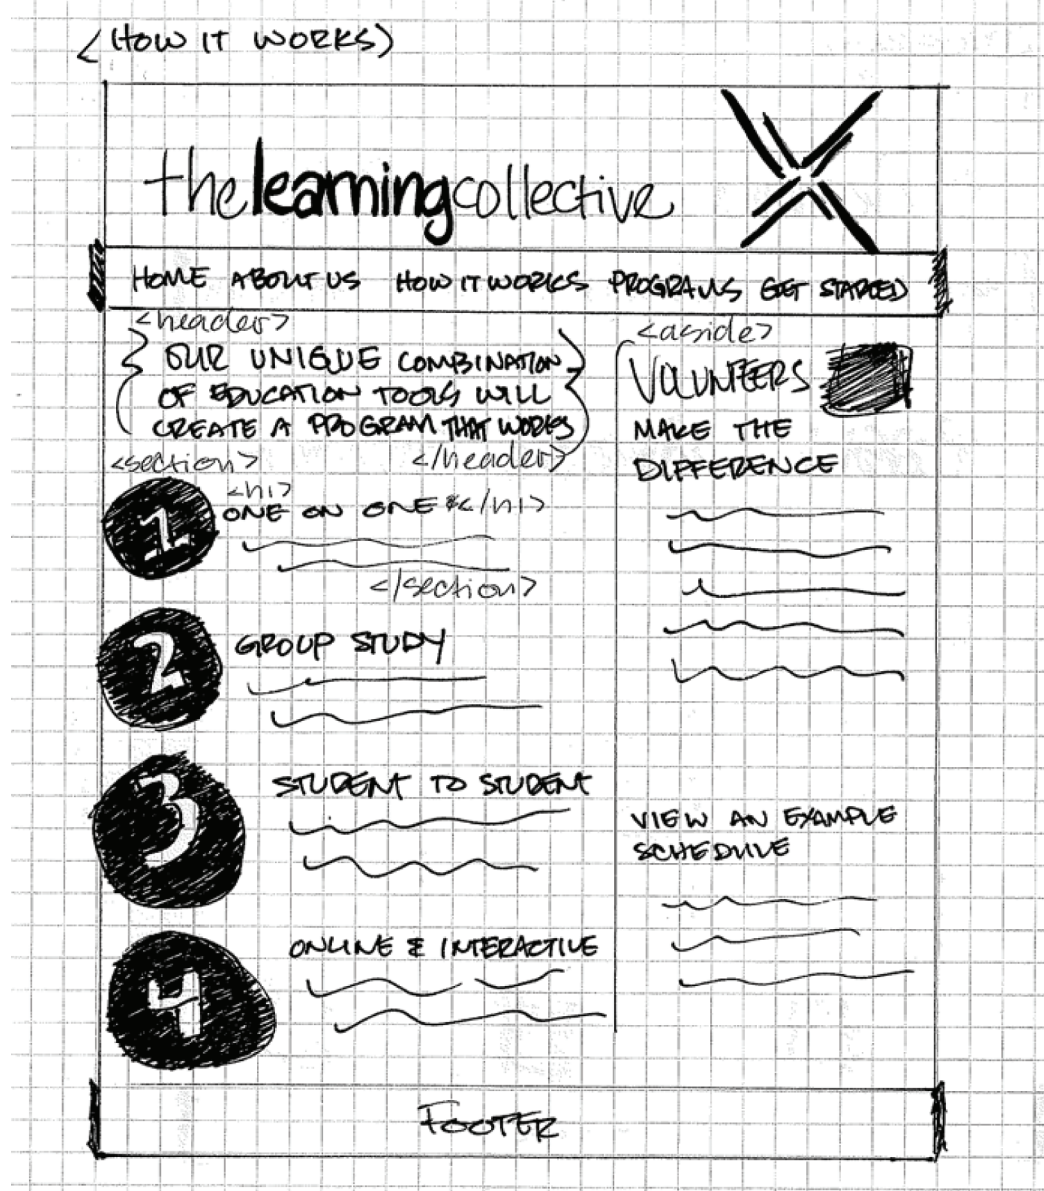 (HOW IT WORKS)
thelearningcollective
HOME ABOUT US HOW IT WORKS PROGRAMS GET STARTED
<header>
OUR UNIQUE COMBINATION
OF EDUCATION TOOLS WILL
CREATE A PROGRAM THAT WORKS
</header>
<section>
1
<h1>
ONE ON ONE </h1>
</section>
2
GROUP STUDY
3
STUDENT TO STUDENT
4
ONLINE & INTERACTIVE
<aside>
VOLUNTEERS
MAKE THE
DIFFERENCE
VIEW AN EXAMPLE
SCHEDULE
FOOTER